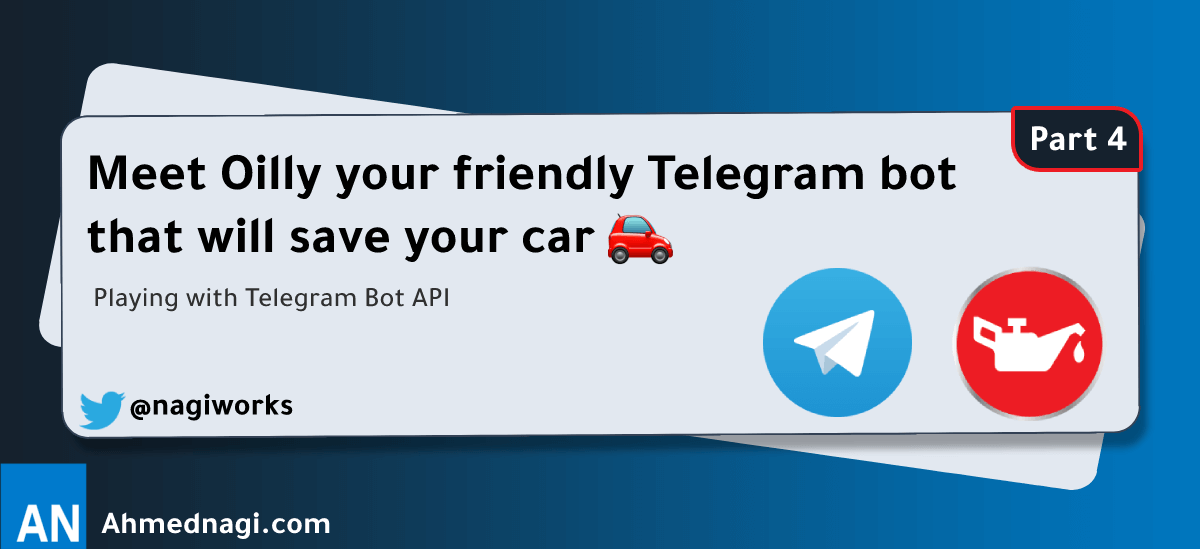 Part 4
Meet Oilly your friendly Telegram bot
that will save your car 🚗
Playing with Telegram Bot API
@nagiworks
AN
Ahmednagi.com